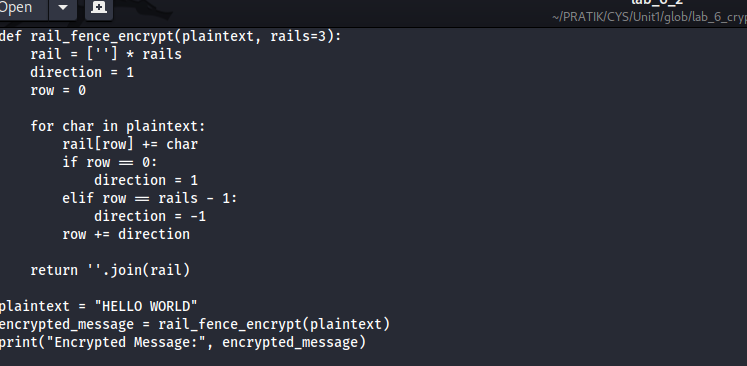 Open
lab_6_2
~/PRATIK/CYS/Unit1/glob/lab_6_cryp
def rail_fence_encrypt(plaintext, rails=3):
    rail = [''] * rails
    direction = 1
    row = 0

    for char in plaintext:
        rail[row] += char
        if row == 0:
            direction = 1
        elif row == rails - 1:
            direction = -1
        row += direction

    return ''.join(rail)

plaintext = "HELLO WORLD"
encrypted_message = rail_fence_encrypt(plaintext)
print("Encrypted Message:", encrypted_message)